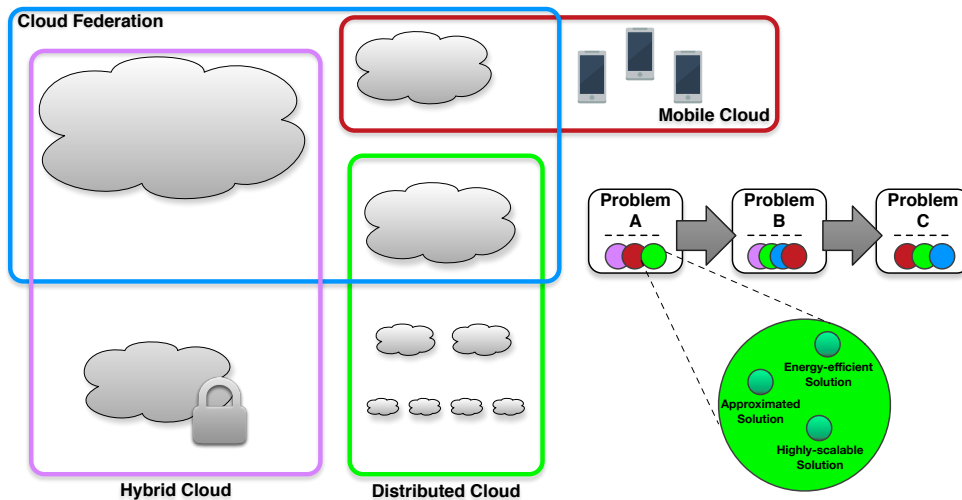 Cloud Federation
Mobile Cloud
Problem
A
Problem
B
Problem
C
Energy-efficient
Solution
Approximated
Solution
Highly-scalable
Solution
Hybrid Cloud
Distributed Cloud